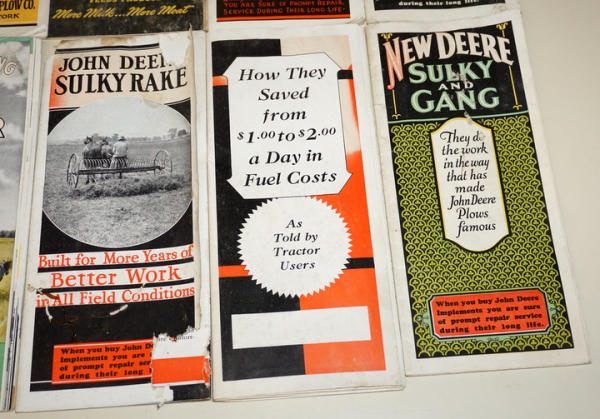 PLOW CO.
More Milk...More Meat
YOU ARE SURE OF PROMPT REPAIR,
SERVICE DURING THEIR LONG LIFE.
during their long life.
JOHN DEER
SULKY RAKE
Built for More Years of
Better Work
in All Field Conditions
When you buy John Deere
Implements you are sure
of prompt repair
during their
How They
Saved
from
$1.00 to $2.00
a Day in
Fuel Costs
As
Told by
Tractor
Users
NEW DEERE
SULKY
AND
GANG
They do
the work
in the way
that has
made
John Deere
Plows
famous
When you buy John Deere
Implements you are sure
of prompt repair service
during their long life.